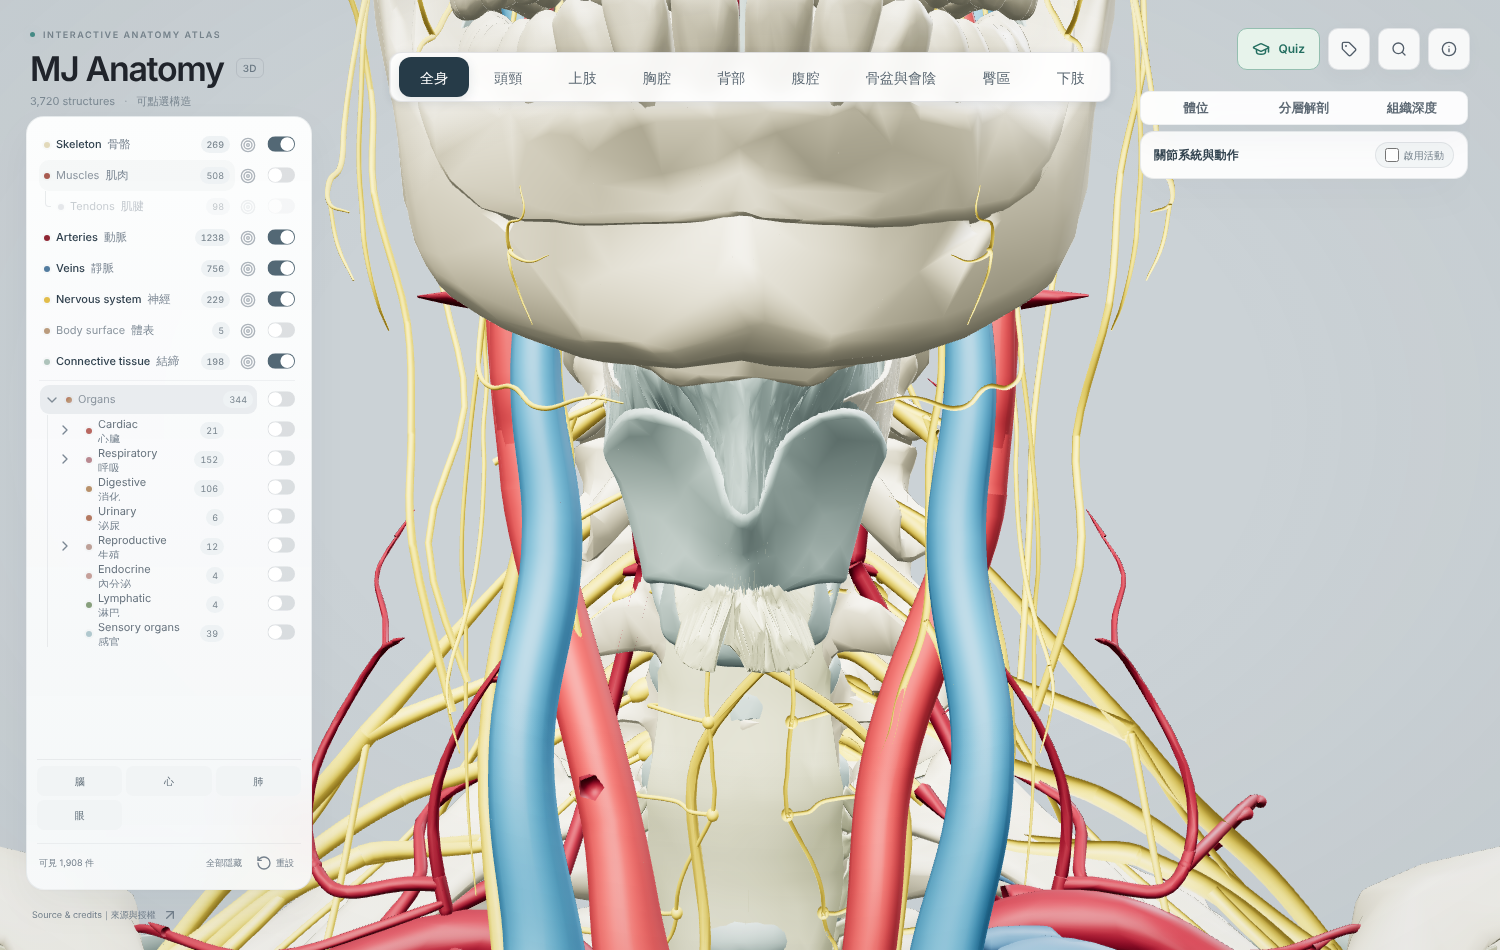 INTERACTIVE ANATOMY ATLAS
MJ Anatomy 3D
3,720 structures · 可點選構造
全身 頭頸 上肢 胸腔 背部 腹腔 骨盆與會陰 臀區 下肢
Quiz
體位 分層解剖 組織深度
關節系統與動作 啟用活動
Skeleton 骨骼 269
Muscles 肌肉 508
Tendons 肌腱 98
Arteries 動脈 1238
Veins 靜脈 756
Nervous system 神經 229
Body surface 體表 5
Connective tissue 結締 198
Organs 344
Cardiac 21
心臟
Respiratory 152
呼吸
Digestive 106
消化
Urinary 6
泌尿
Reproductive 12
生殖
Endocrine 4
內分泌
Lymphatic 4
淋巴
Sensory organs 39
感官
腦 心 肺
眼
可見 1,908 件 全部隱藏 重設
Source & credits | 來源與授權